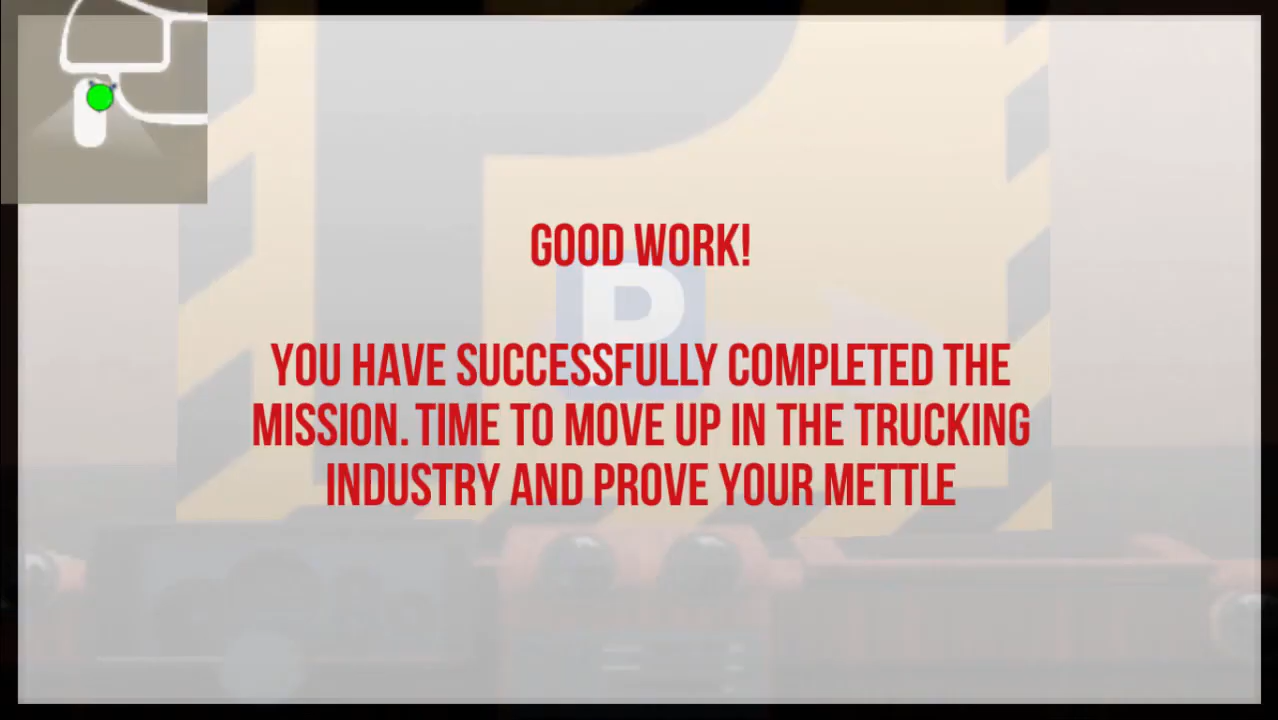 GOOD WORK!
P
YOU HAVE SUCCESSFULLY COMPLETED THE
MISSION. TIME TO MOVE UP IN THE TRUCKING
INDUSTRY AND PROVE YOUR METTLE